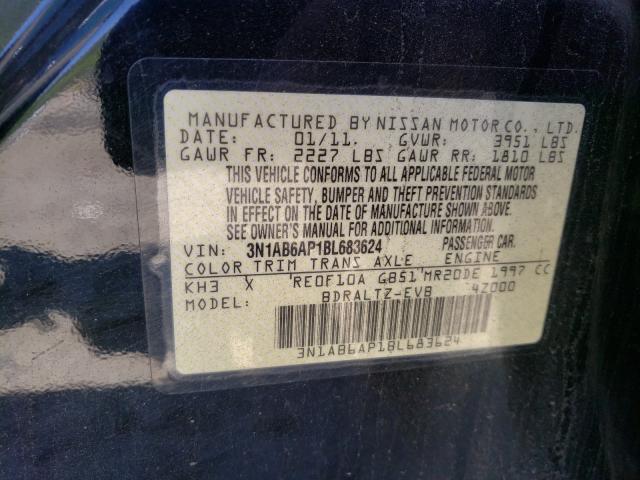 MANUFACTURED BY NISSAN MOTOR CO., LTD.
DATE: 01/11. GVWR: 3951 LBS
GAWR FR: 2227 LBS GAWR RR: 1810 LBS
THIS VEHICLE CONFORMS TO ALL APPLICABLE FEDERAL MOTOR
VEHICLE SAFETY, BUMPER AND THEFT PREVENTION STANDARDS
IN EFFECT ON THE DATE OF MANUFACTURE SHOWN ABOVE.
SEE OWNER'S MANUAL FOR OVERLOADING WARNING
VIN: 3N1AB6AP1BL683624 PASSENGER CAR.
COLOR TRIM TRANS AXLE ENGINE
KH3 X RE0F10A GB51 MR20DE 1997 CC
MODEL: BDRALTZ-EVB 4Z000
3N1AB6AP1BL683624